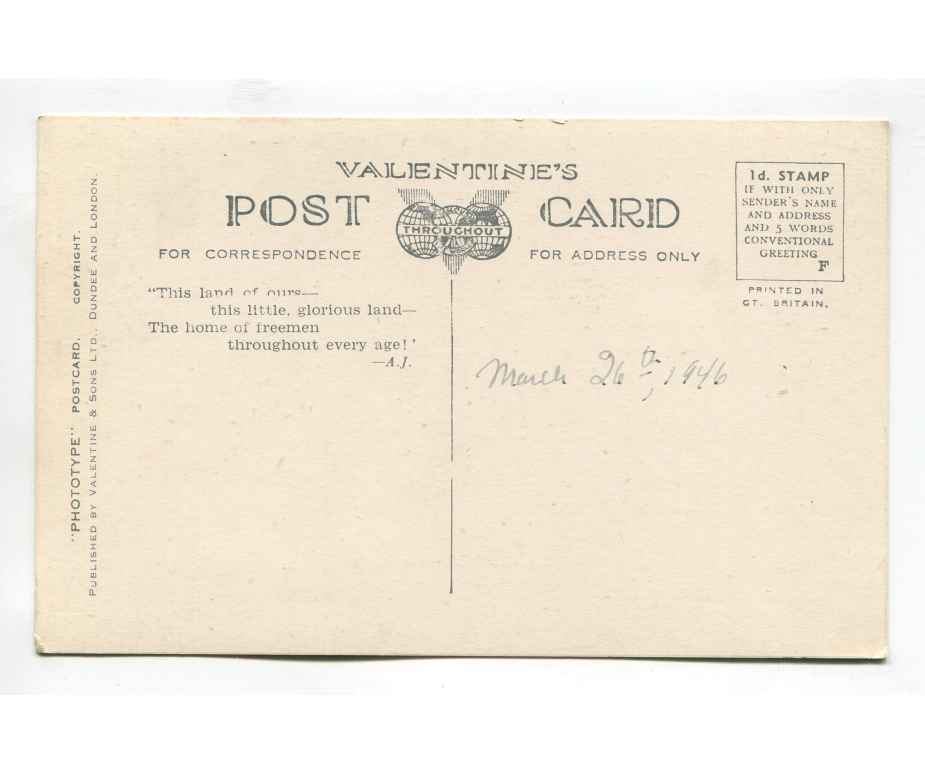 VALENTINE'S
POST CARD
THROUGHOUT
FOR CORRESPONDENCE
FOR ADDRESS ONLY
1d. STAMP
IF WITH ONLY
SENDER'S NAME
AND ADDRESS
AND 5 WORDS
CONVENTIONAL
GREETING
F
PRINTED IN
GT. BRITAIN.
"This land of ours—
this little, glorious land—
The home of freemen
throughout every age!'
—A.J.
March 26th, 1946
"PHOTOTYPE" POSTCARD. COPYRIGHT.
PUBLISHED BY VALENTINE & SONS LTD., DUNDEE AND LONDON.